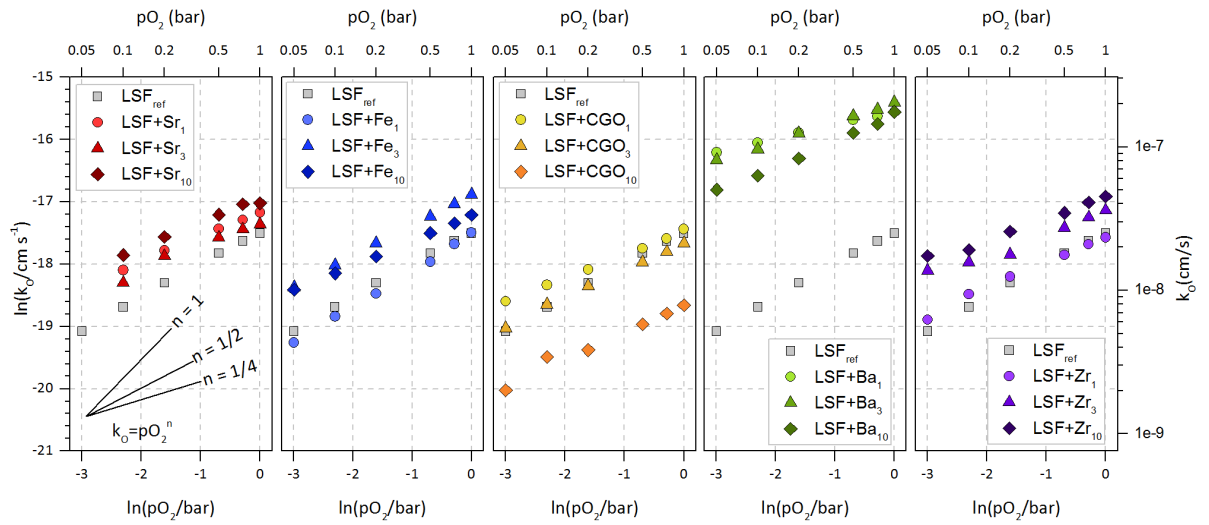 pO2 (bar) pO2 (bar) pO2 (bar) pO2 (bar) pO2 (bar)
0.05 0.1 0.2 0.5 1 0.05 0.1 0.2 0.5 1 0.05 0.1 0.2 0.5 1 0.05 0.1 0.2 0.5 1 0.05 0.1 0.2 0.5 1
-15
-16
-17
-18
-19
-20
-21
ln(kO/cm s-1)
LSFref
LSF+Sr1
LSF+Sr3
LSF+Sr10
n = 1
n = 1/2
n = 1/4
kO=pO2n
LSFref
LSF+Fe1
LSF+Fe3
LSF+Fe10
LSFref
LSF+CGO1
LSF+CGO3
LSF+CGO10
LSFref
LSF+Ba1
LSF+Ba3
LSF+Ba10
LSFref
LSF+Zr1
LSF+Zr3
LSF+Zr10
1e-7
1e-8
1e-9
kO(cm/s)
-3 -2 -1 0 -3 -2 -1 0 -3 -2 -1 0 -3 -2 -1 0 -3 -2 -1 0
ln(pO2/bar) ln(pO2/bar) ln(pO2/bar) ln(pO2/bar) ln(pO2/bar)